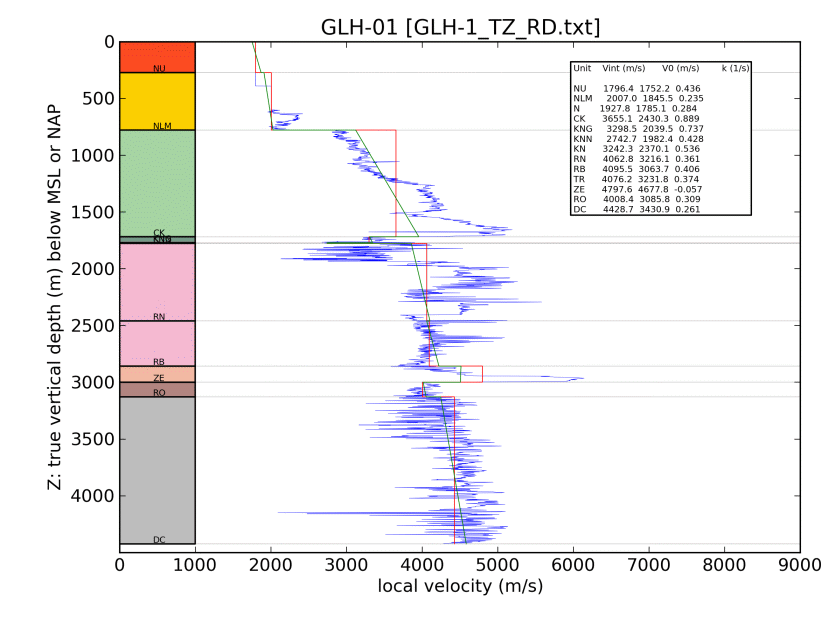 GLH-01 [GLH-1_TZ_RD.txt]
0
500
1000
1500
2000
2500
3000
3500
4000
Z: true vertical depth (m) below MSL or NAP
NU
NLM
CK
RN
RB
ZE
RO
DC
Unit Vint (m/s) V0 (m/s) k (1/s)
NU 1796.4 1752.2 0.436
NLM 2007.0 1845.5 0.235
N 1927.8 1785.1 0.284
CK 3655.1 2430.3 0.889
KNG 3298.5 2039.5 0.737
KNN 2742.7 1982.4 0.428
KN 3242.3 2370.1 0.536
RN 4062.8 3216.1 0.361
RB 4095.5 3063.7 0.406
TR 4076.2 3231.8 0.374
ZE 4797.6 4677.8 -0.057
RO 4008.4 3085.8 0.309
DC 4428.7 3430.9 0.261
0 1000 2000 3000 4000 5000 6000 7000 8000 9000
local velocity (m/s)